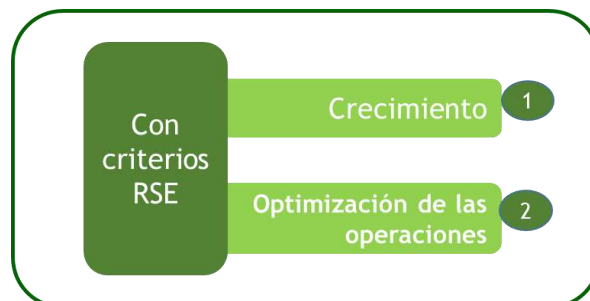 Con
criterios
RSE
Crecimiento
1
Optimización de las
operaciones
2